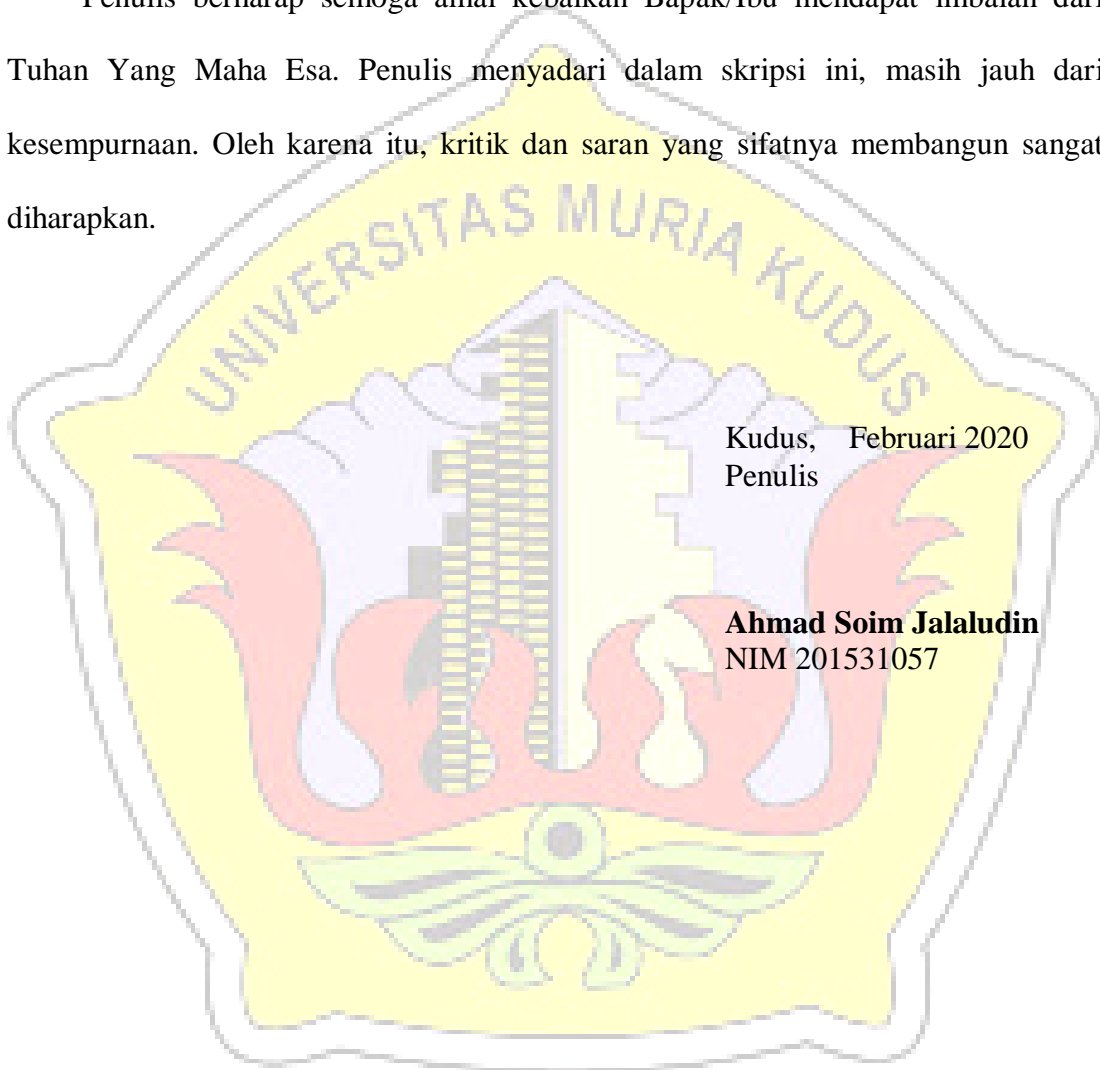 Penulis berharap semoga amal kebaikan Bapak/Ibu mendapat imbalan dari
Tuhan Yang Maha Esa. Penulis menyadari dalam skripsi ini, masih jauh dari
kesempurnaan. Oleh karena itu, kritik dan saran yang sifatnya membangun sangat
diharapkan.
UNIVERSITAS MURIA KUDUS
Kudus, Februari 2020
Penulis
Ahmad Soim Jalaludin
NIM 201531057